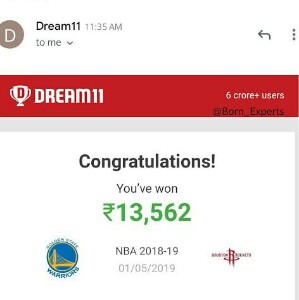 D
Dream11 11:35 AM
to me
DREAM11
6 crore+ users
@Born_Experts
Congratulations!
You've won
₹13,562
GOLDEN STATE
WARRIORS
NBA 2018-19
HOUSTON ROCKETS
01/05/2019